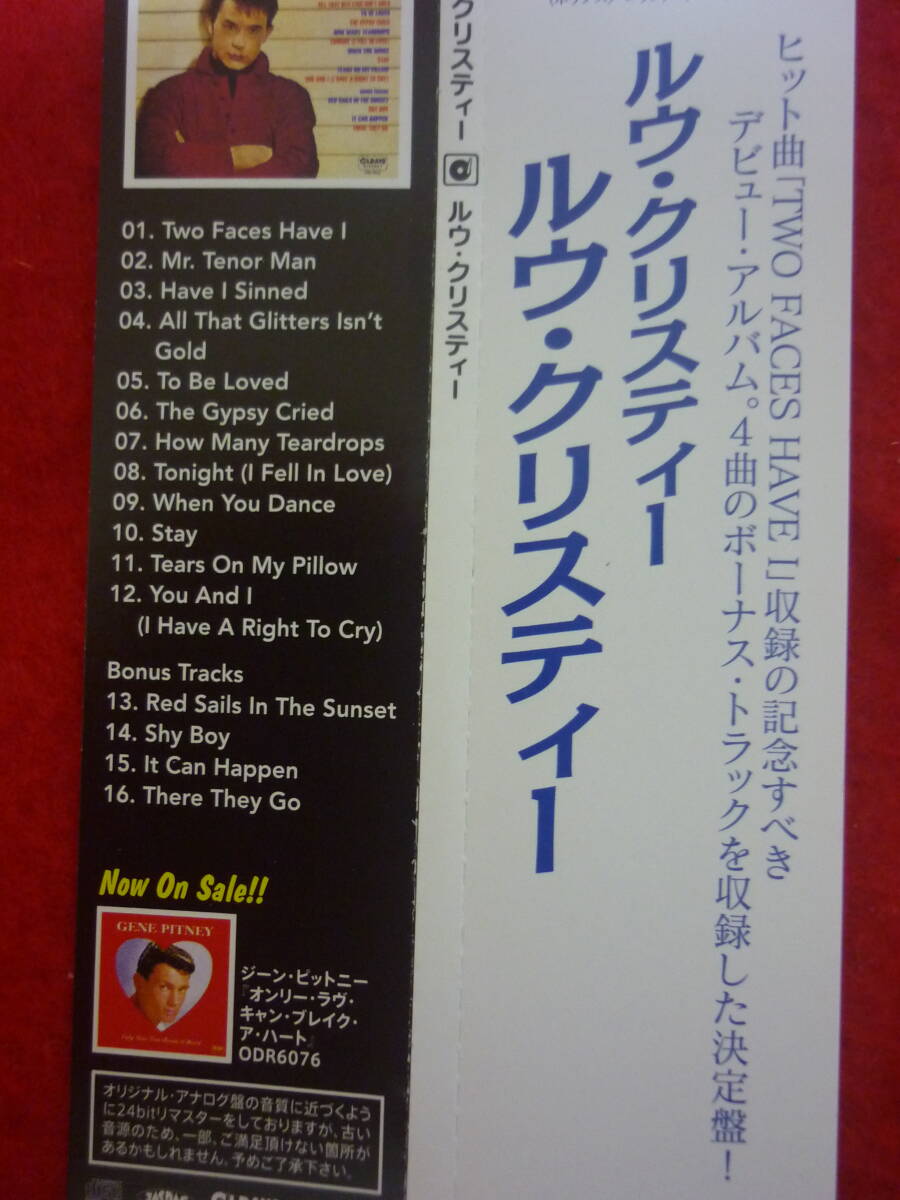 01. Two Faces Have I
02. Mr. Tenor Man
03. Have I Sinned
04. All That Glitters Isn't
Gold
05. To Be Loved
06. The Gypsy Cried
07. How Many Teardrops
08. Tonight (I Fell In Love)
09. When You Dance
10. Stay
11. Tears On My Pillow
12. You And I
(I Have A Right To Cry)
Bonus Tracks
13. Red Sails In The Sunset
14. Shy Boy
15. It Can Happen
16. There They Go
Now On Sale!!
GENE PITNEY
ジーン・ピットニー
『オンリー・ラヴ・
キャン・ブレイク・
ア・ハート』
ODR6076
オリジナル・アナログ盤の音質に近づくよう
に24bitリマスターをしておりますが、古い
音源のため、一部、ご満足頂けない箇所が
あるかもしれません。予めご了承下さい。
クリスティー
ルウ・クリスティー
ヒット曲「TWO FACES HAVE I」収録の記念すべき
デビュー・アルバム。4曲のボーナス・トラックを収録した決定盤!
ルウ・クリスティー
ルウ・クリスティー